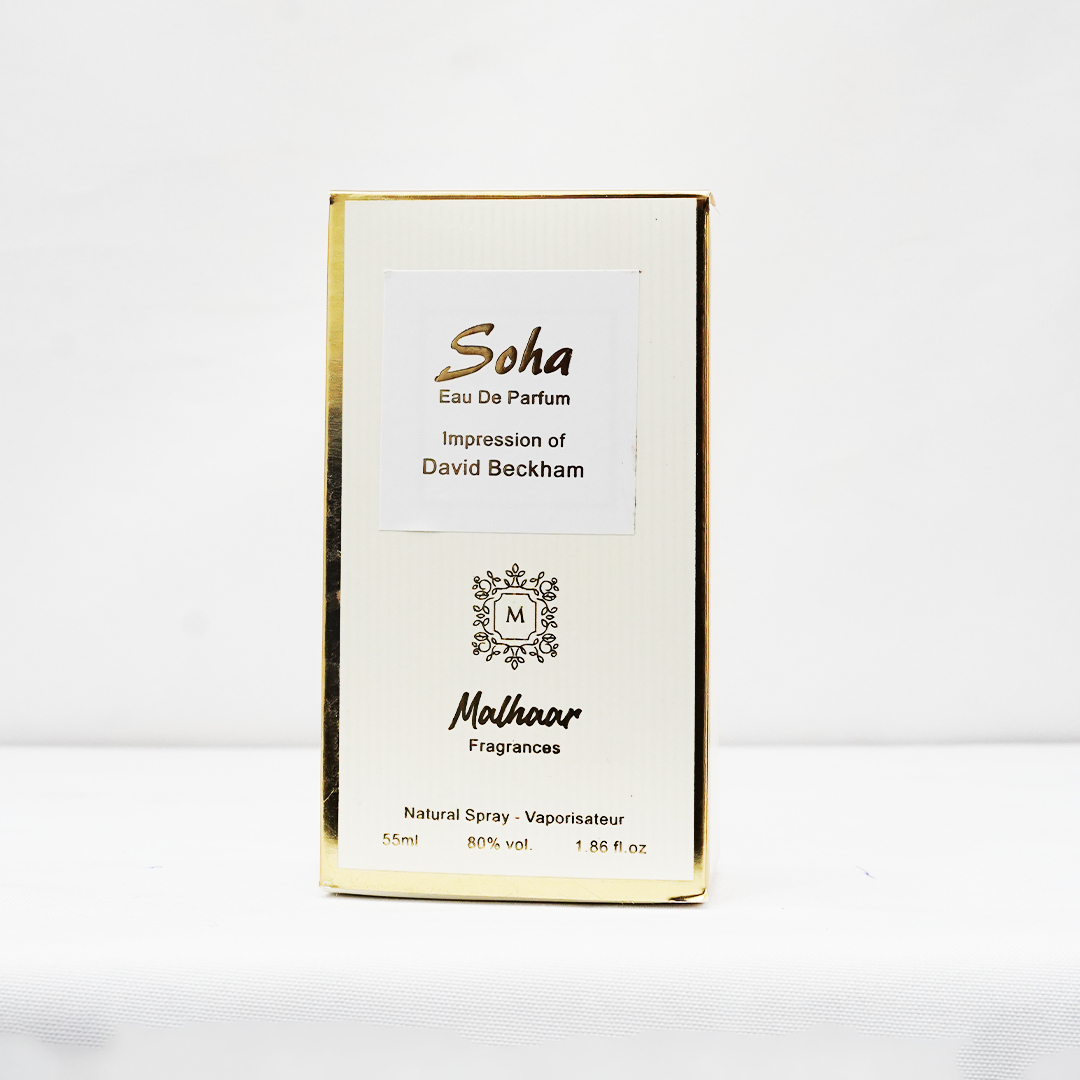 Soha
Eau De Parfum
Impression of
David Beckham
M
Malhaar
Fragrances
Natural Spray - Vaporisateur
55ml 80% vol. 1.86 fl.oz